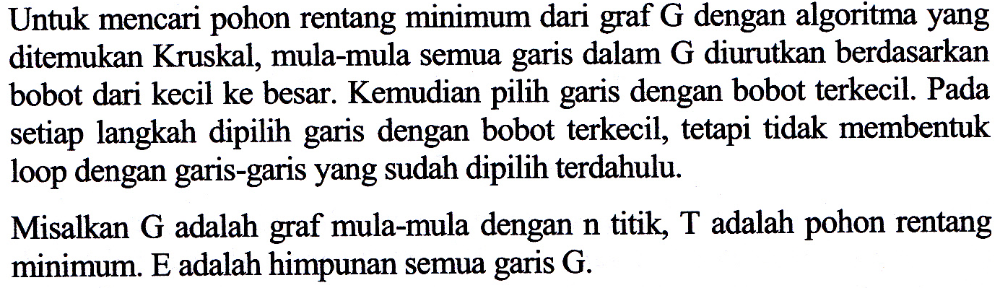 Untuk mencari pohon rentang minimum dari graf G dengan algoritma yang
ditemukan Kruskal, mula-mula semua garis dalam G diurutkan berdasarkan
bobot dari kecil ke besar. Kemudian pilih garis dengan bobot terkecil. Pada
setiap langkah dipilih garis dengan bobot terkecil, tetapi tidak membentuk
loop dengan garis-garis yang sudah dipilih terdahulu.
Misalkan G adalah graf mula-mula dengan n titik, T adalah pohon rentang
minimum. E adalah himpunan semua garis G.